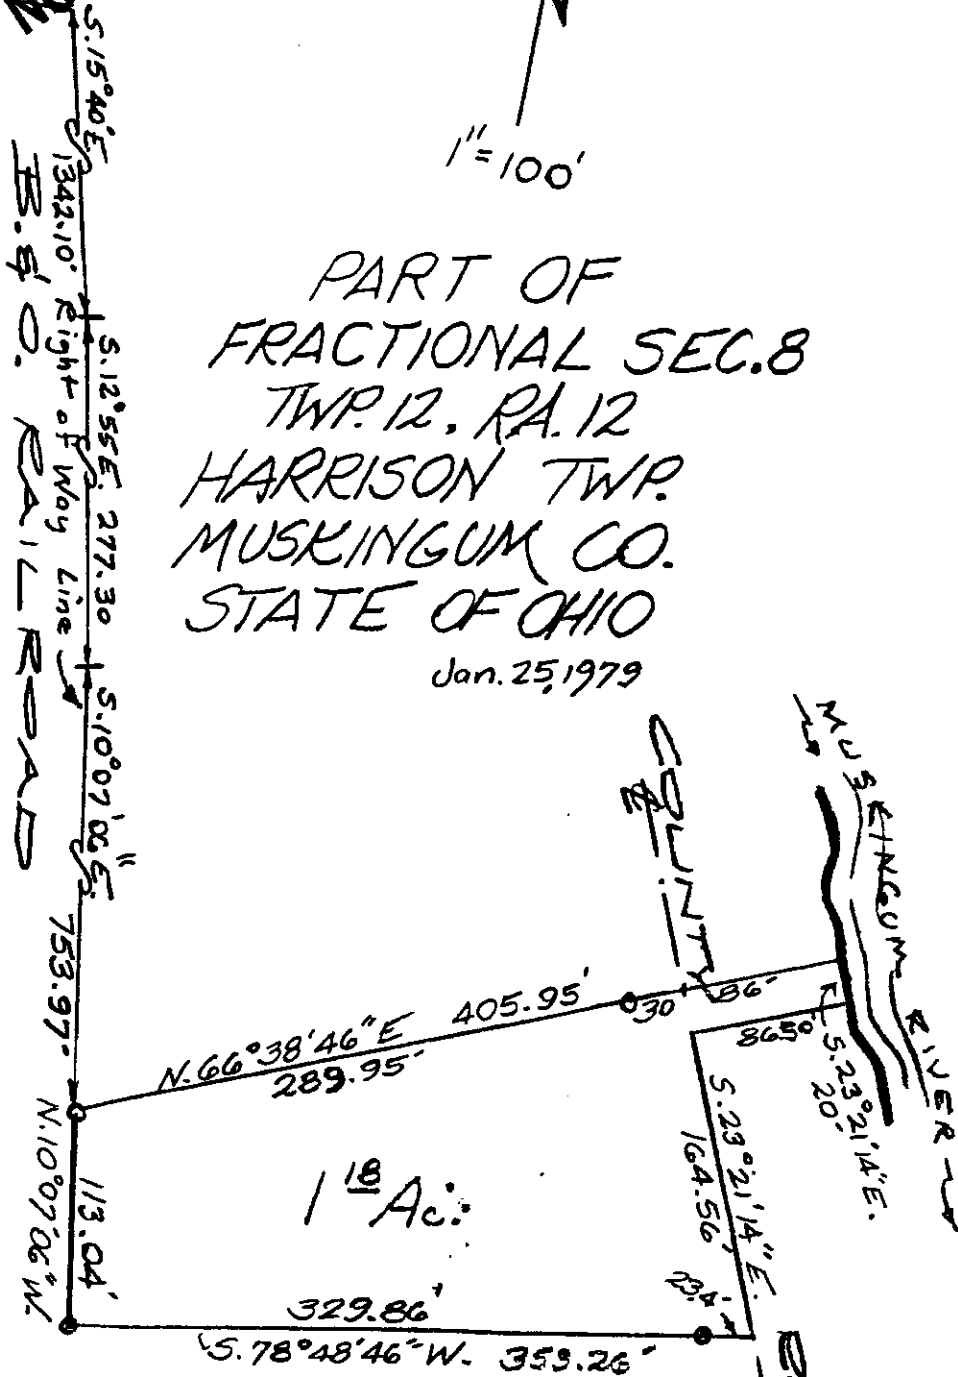 S.15°40'E.
1342.10' Right of Way Line
B.&O. RAILROAD
S.12°55'E. 277.30
S.10°07'06"E.
753.97'
1"=100'
PART OF
FRACTIONAL SEC.8
TWP.12, RA.12
HARRISON TWP.
MUSKINGUM CO.
STATE OF OHIO
Jan.25,1979
COUNTY
MUSKINGUM RIVER
N.66°38'46"E 405.95'
289.95'
30'
86'
86.50'
S.23°21'14"E.
20'
S.23°21'14"E.
164.56'
1 18 Ac.
113.04'
N.10°07'06"W.
329.86'
23.4'
S.78°48'46"W. 353.26'